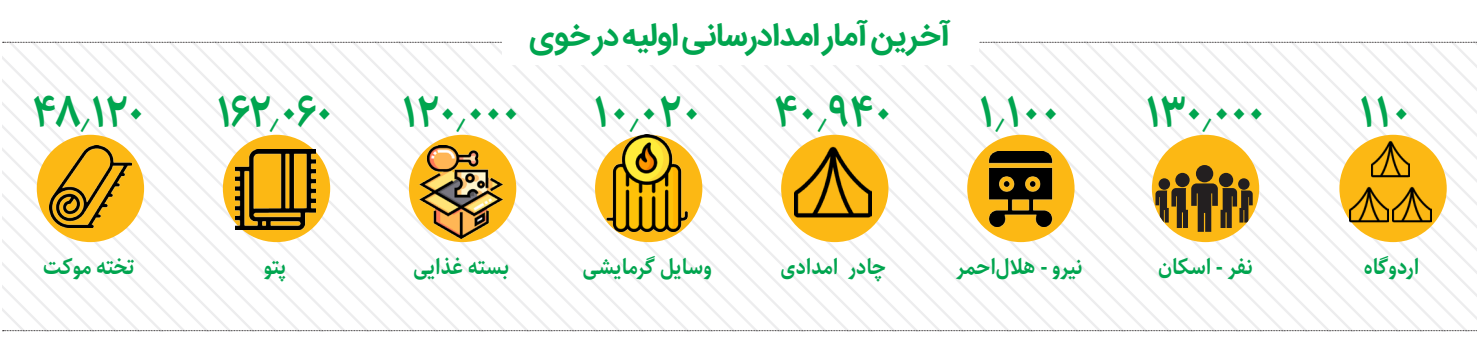 آخرین آمار امدادرسانی اولیه در خوی
۱۱۰
اردوگاه
۱۳۰٫۰۰۰
نفر - اسکان
۱٫۱۰۰
نیرو - هلال‌احمر
۴۰٫۹۴۰
چادر امدادی
۱۰٫۰۲۰
وسایل گرمایشی
۱۲۰٫۰۰۰
بسته غذایی
۱۶۲٫۰۶۰
پتو
۴۸٫۱۲۰
تخته موکت